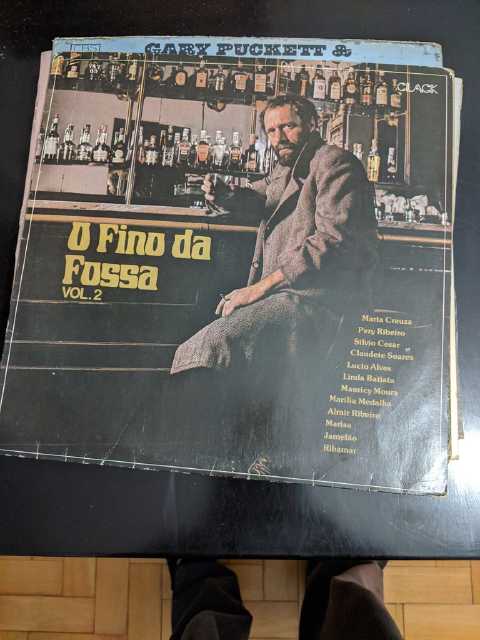 CBS
GARY PUCKETT &
CLACK
O Fino da
Fossa
VOL. 2
Maria Creuza
Pery Ribeiro
Silvio Cesar
Claudete Soares
Lucio Alves
Linda Batista
Mauricy Moura
Marilia Medalha
Almir Ribeiro
Marisa
Jamelão
Ribamar